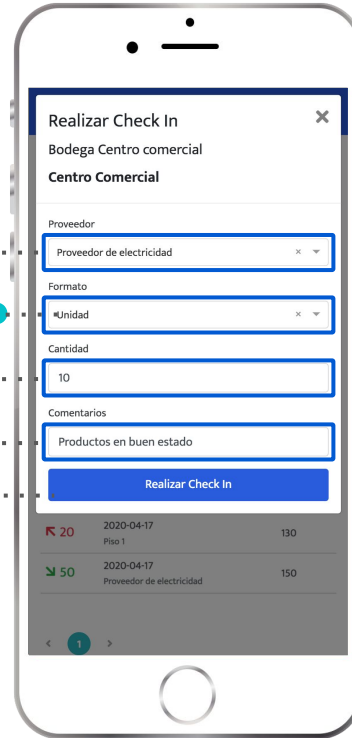 Realizar Check In
Bodega Centro comercial
Centro Comercial
Proveedor
Proveedor de electricidad
Formato
Unidad
Cantidad
10
Comentarios
Productos en buen estado
Realizar Check In
20 2020-04-17 130
Piso 1
50 2020-04-17 150
Proveedor de electricidad
< 1 >